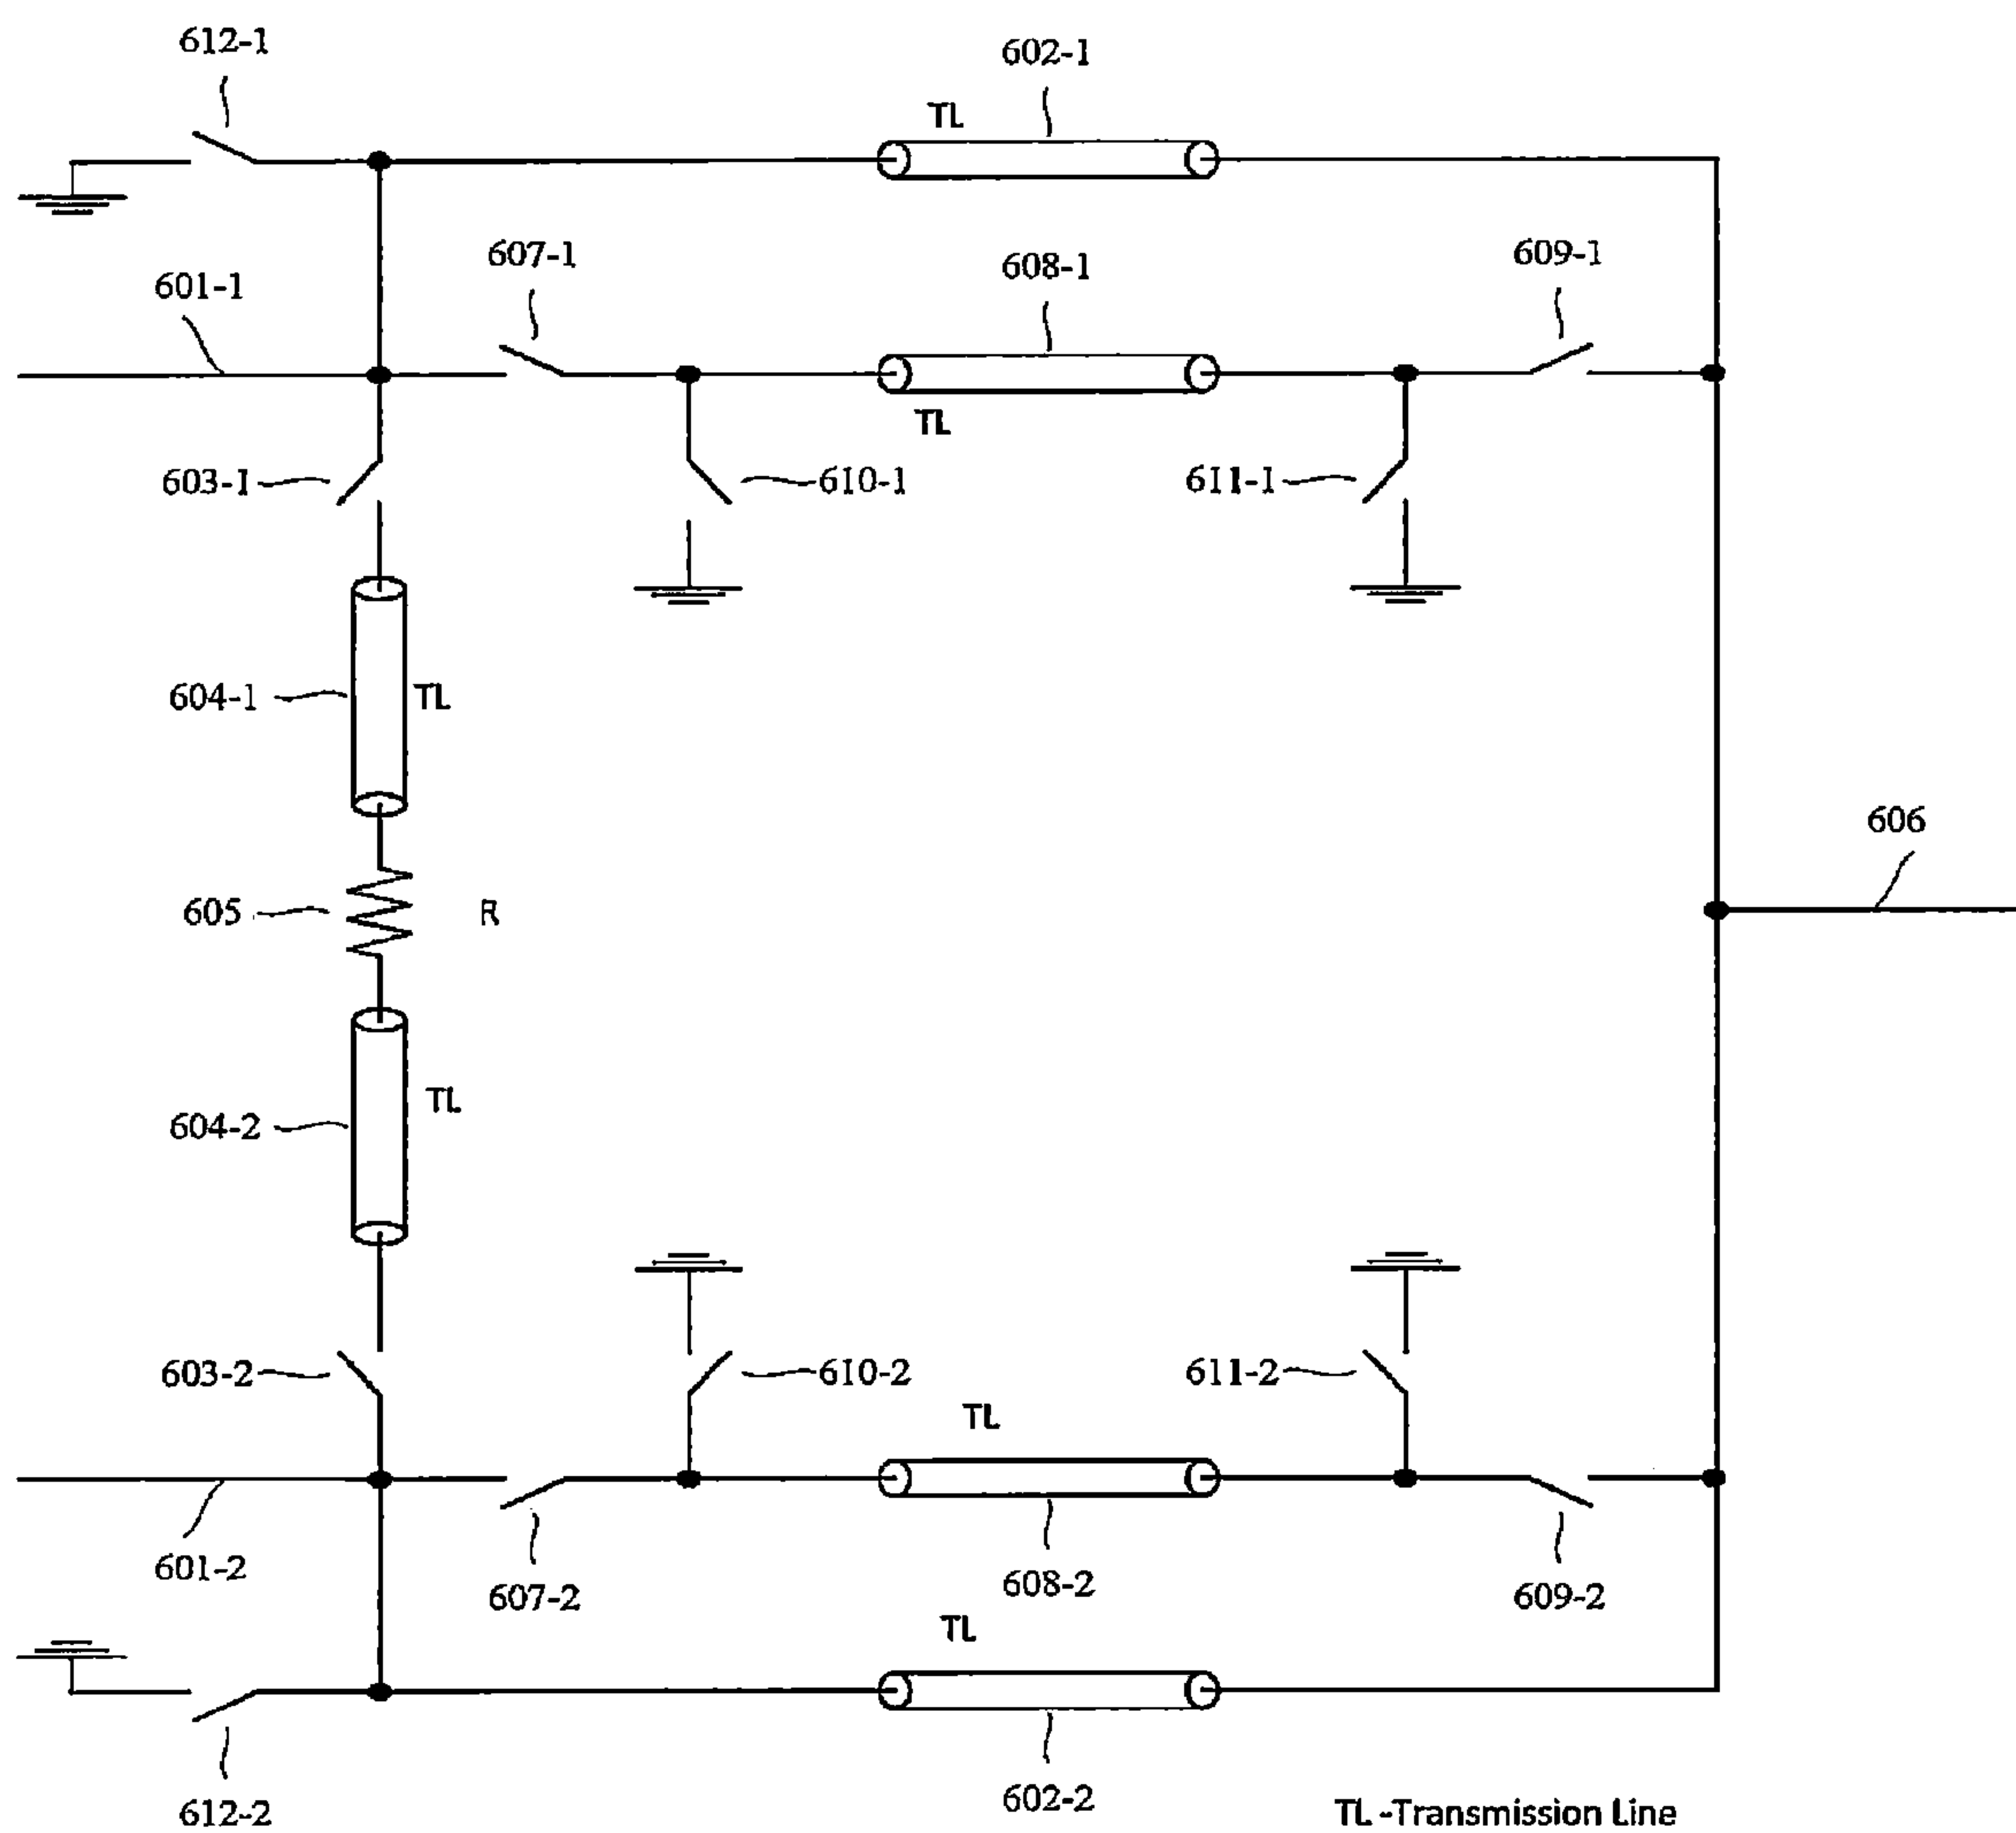 612-1
602-1
TL
607-1
608-1
609-1
601-1
TL
603-1
610-1
611-1
604-1
TL
606
605
R
TL
604-2
603-2
610-2
611-2
TL
601-2
607-2
608-2
609-2
TL
612-2
602-2
TL -Transmission Line